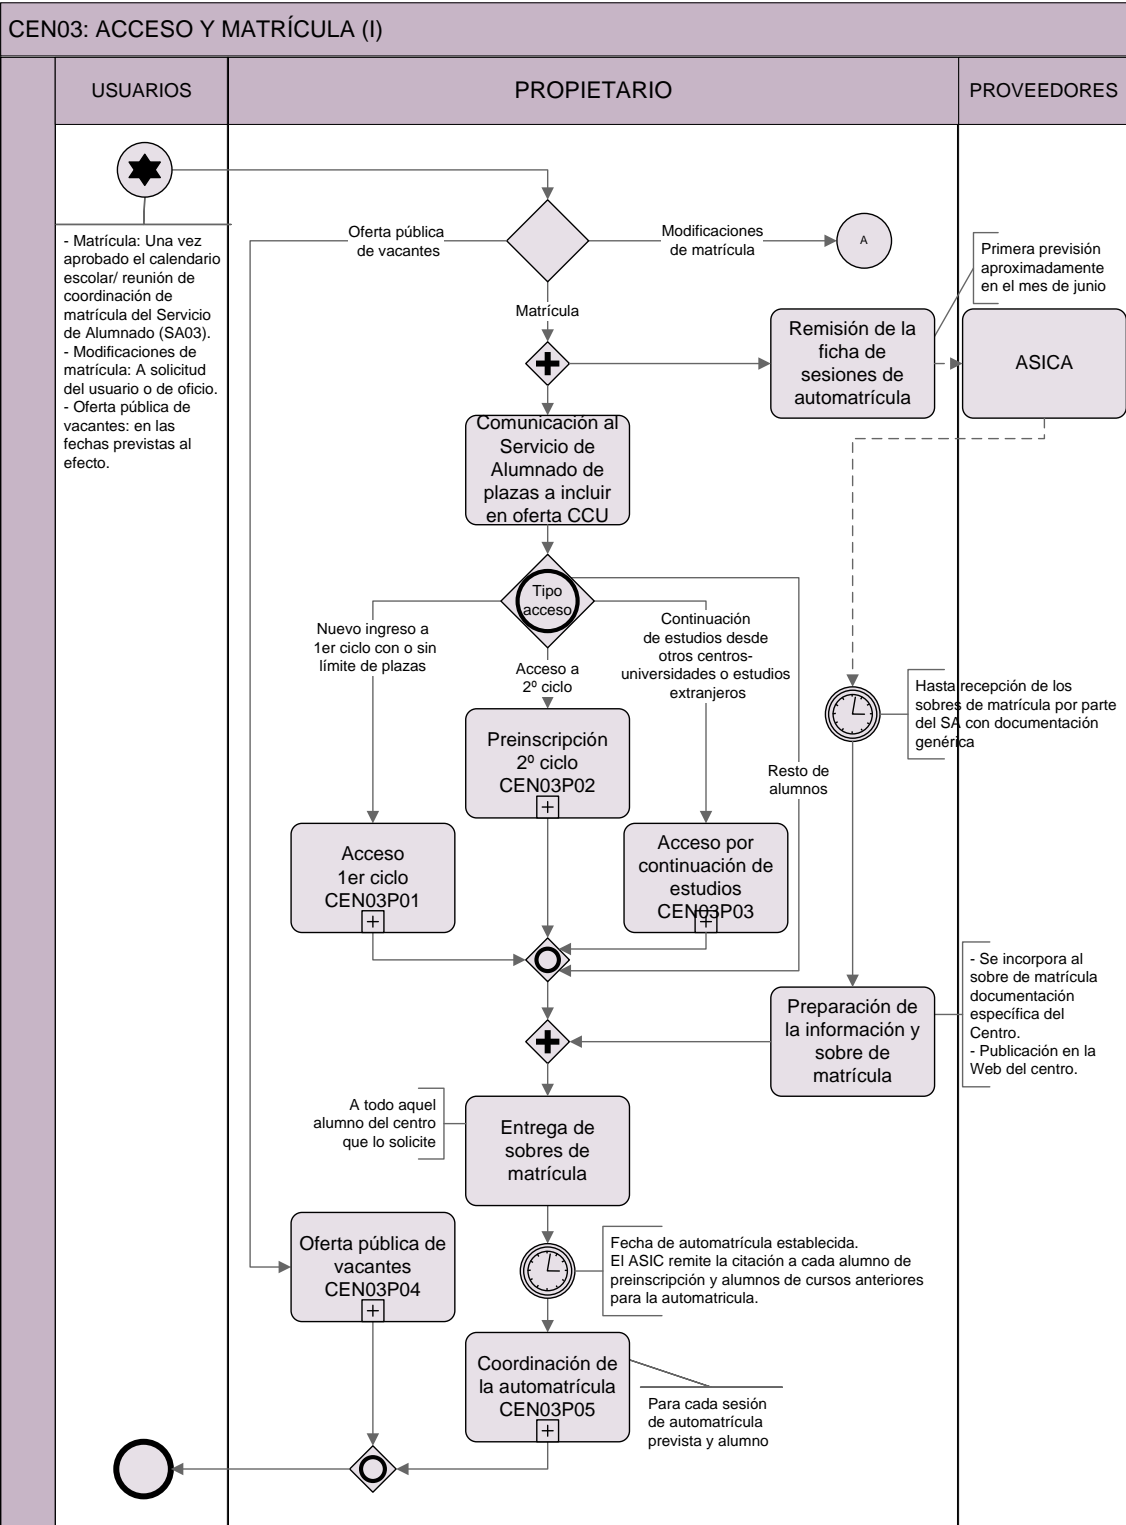 CEN03: ACCESO Y MATRÍCULA (I)
USUARIOS
PROPIETARIO
PROVEEDORES
- Matrícula: Una vez
aprobado el calendario
escolar/ reunión de
coordinación de
matrícula del Servicio
de Alumnado (SA03).
- Modificaciones de
matrícula: A solicitud
del usuario o de oficio.
- Oferta pública de
vacantes: en las
fechas previstas al
efecto.
Oferta pública
de vacantes
Modificaciones
de matrícula
A
Primera previsión
aproximadamente
en el mes de junio
Matrícula
Remisión de la
ficha de
sesiones de
automatrícula
ASICA
Comunicación al
Servicio de
Alumnado de
plazas a incluir
en oferta CCU
Tipo
acceso
Nuevo ingreso a
1er ciclo con o sin
límite de plazas
Acceso a
2º ciclo
Continuación
de estudios desde
otros centros-
universidades o estudios
extranjeros
Resto de
alumnos
Hasta recepción de los
sobres de matrícula por parte
del SA con documentación
genérica
Preinscripción
2º ciclo
CEN03P02
Acceso
1er ciclo
CEN03P01
Acceso por
continuación de
estudios
CEN03P03
Preparación de
la información y
sobre de
matrícula
- Se incorpora al
sobre de matrícula
documentación
específica del
Centro.
- Publicación en la
Web del centro.
A todo aquel
alumno del centro
que lo solicite
Entrega de
sobres de
matrícula
Oferta pública de
vacantes
CEN03P04
Fecha de automatrícula establecida.
El ASIC remite la citación a cada alumno de
preinscripción y alumnos de cursos anteriores
para la automatricula.
Coordinación de
la automatrícula
CEN03P05
Para cada sesión
de automatrícula
prevista y alumno